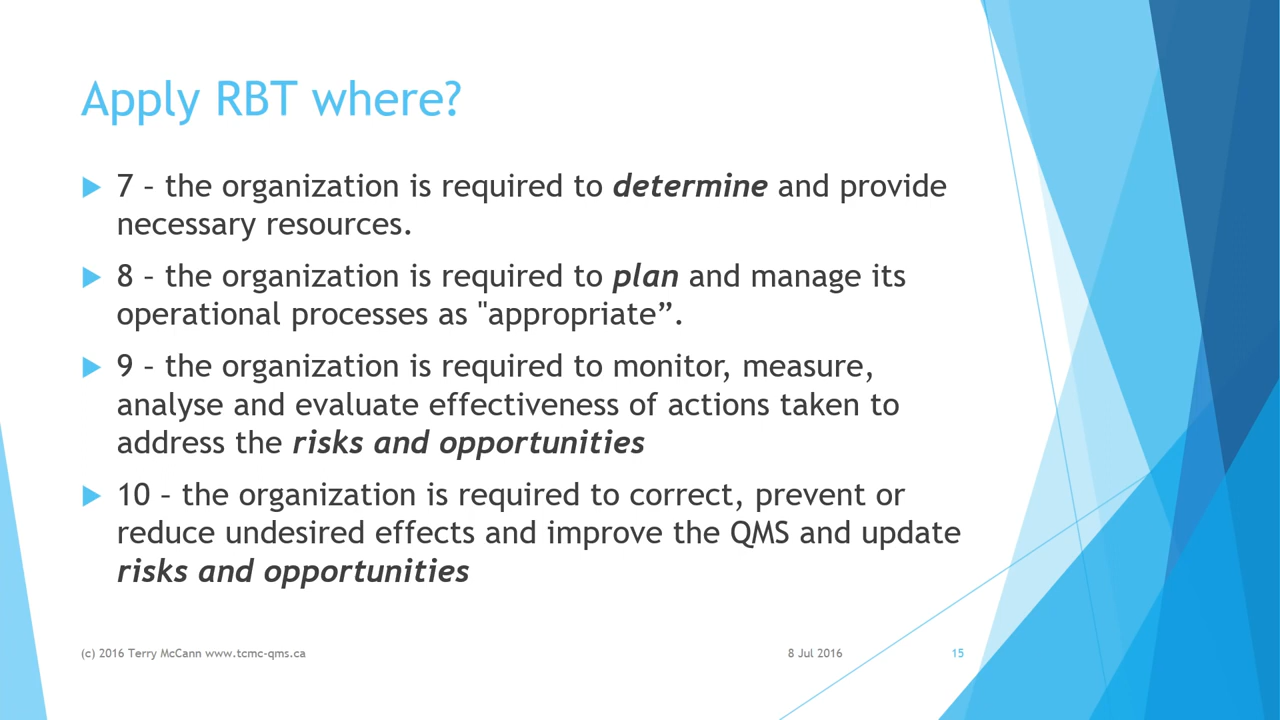 Apply RBT where?
7 – the organization is required to determine and provide
necessary resources.
8 – the organization is required to plan and manage its
operational processes as "appropriate”.
9 – the organization is required to monitor, measure,
analyse and evaluate effectiveness of actions taken to
address the risks and opportunities
10 – the organization is required to correct, prevent or
reduce undesired effects and improve the QMS and update
risks and opportunities
(c) 2016 Terry McCann www.tcmc-qms.ca
8 Jul 2016
15